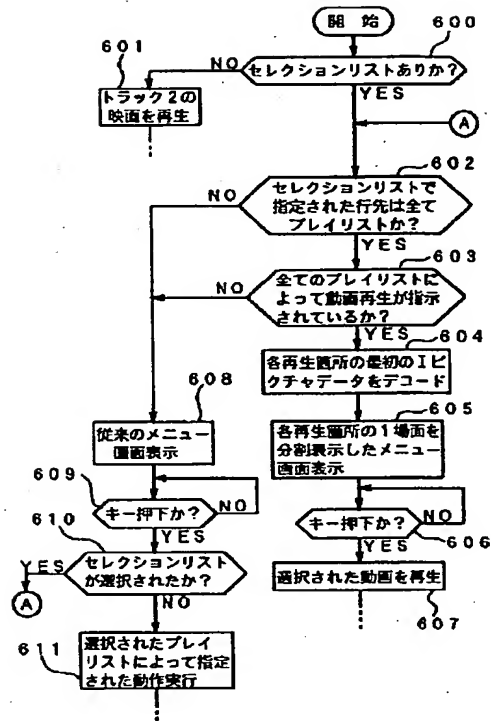 開 始
600
601
NO
セレクションリストありか?
トラック2の
映画を再生
YES
A
602
NO
セレクションリストで
指定された行先は全て
プレイリストか?
YES
603
NO
全てのプレイリストに
よって動画再生が指示
されているか?
YES
604
各再生箇所の最初のIピ
クチャデータをデコード
608
605
従来のメニュー
画面表示
各再生箇所の1場面を
分割表示したメニュー
画面表示
609
キー押下か?
NO
キー押下か?
NO
606
610
YES
YES
YES
セレクションリスト
が選択されたか?
選択された動画を再生
607
A
NO
611
選択されたプレイ
リストによって指定
された動作実行